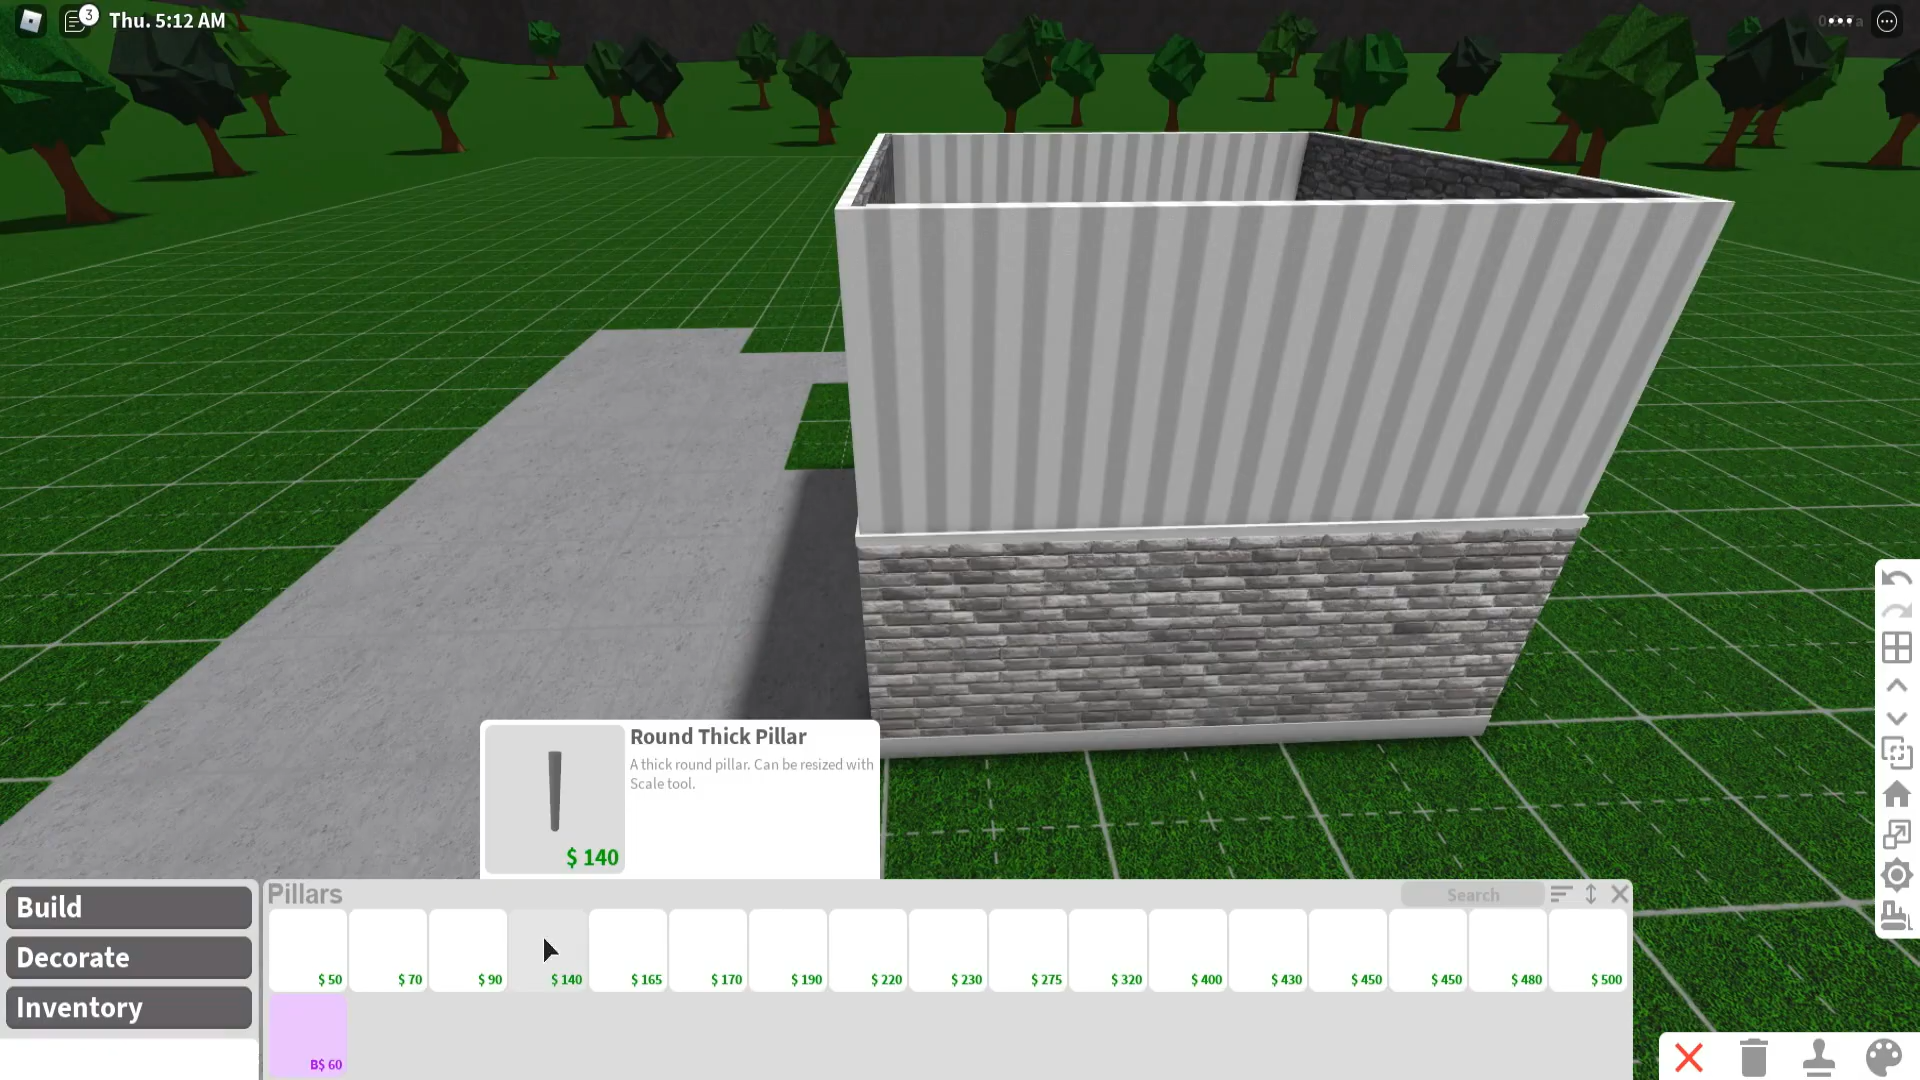 3
Thu. 5:12 AM
Round Thick Pillar
A thick round pillar. Can be resized with
Scale tool.
$ 140
Build
Decorate
Inventory
Pillars
Search
$ 50
$ 70
$ 90
$ 140
$ 165
$ 170
$ 190
$ 220
$ 230
$ 275
$ 320
$ 400
$ 430
$ 450
$ 450
$ 480
$ 500
B$ 60